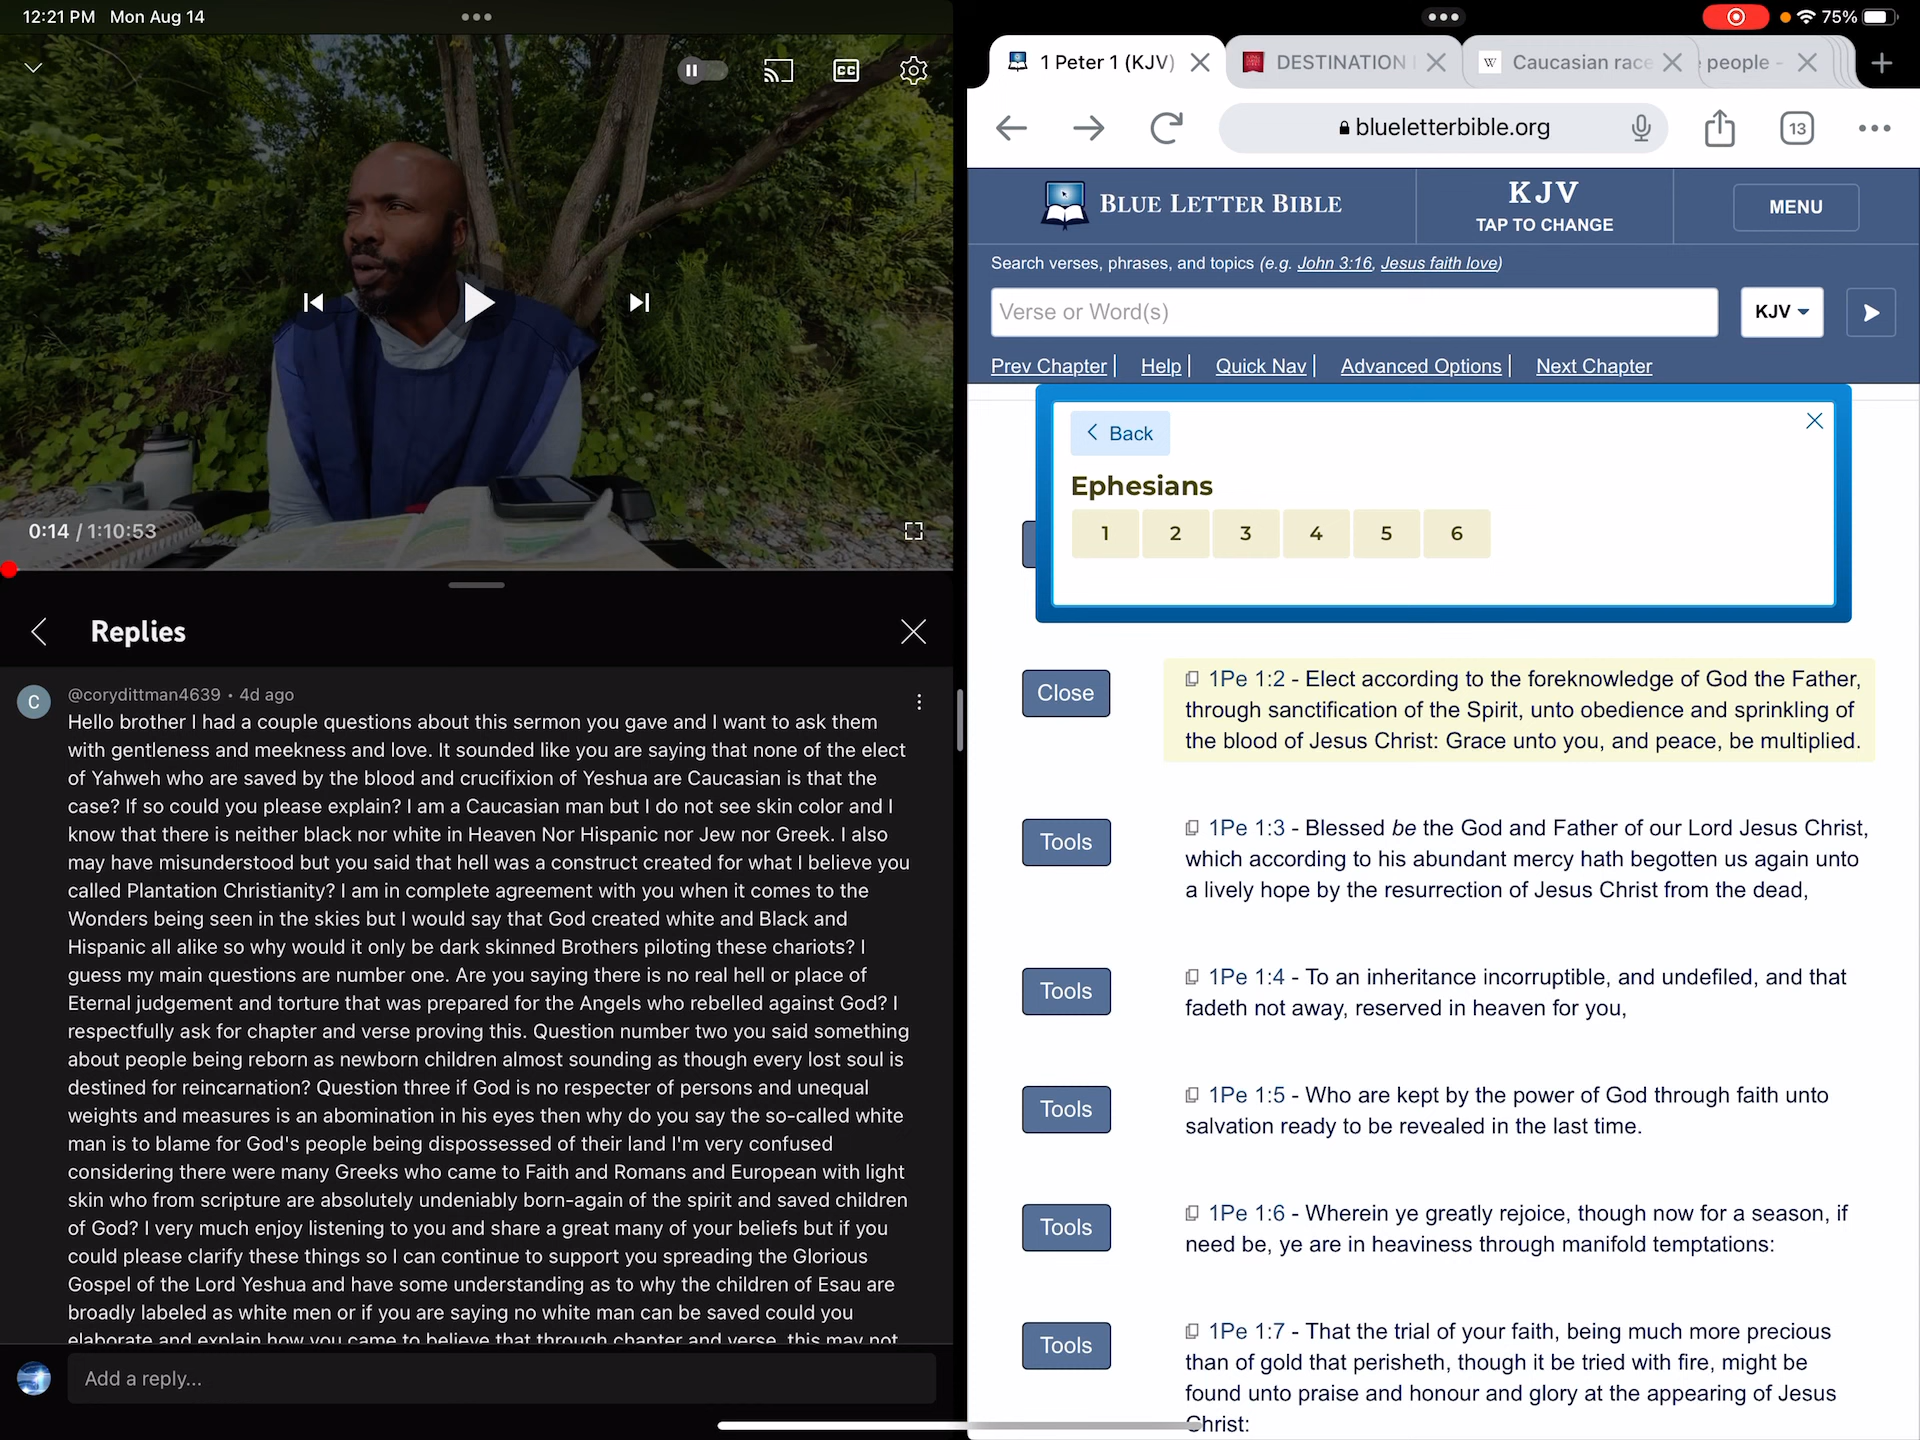 12:21 PM Mon Aug 14
75%
1 Peter 1 (KJV)
DESTINATION
Caucasian race
people -
blueletterbible.org
13
CC
0:14 / 1:10:53
Replies
@corydittman4639 • 4d ago
C
Hello brother I had a couple questions about this sermon you gave and I want to ask them
with gentleness and meekness and love. It sounded like you are saying that none of the elect
of Yahweh who are saved by the blood and crucifixion of Yeshua are Caucasian is that the
case? If so could you please explain? I am a Caucasian man but I do not see skin color and I
know that there is neither black nor white in Heaven Nor Hispanic nor Jew nor Greek. I also
may have misunderstood but you said that hell was a construct created for what I believe you
called Plantation Christianity? I am in complete agreement with you when it comes to the
Wonders being seen in the skies but I would say that God created white and Black and
Hispanic all alike so why would it only be dark skinned Brothers piloting these chariots? I
guess my main questions are number one. Are you saying there is no real hell or place of
Eternal judgement and torture that was prepared for the Angels who rebelled against God? I
respectfully ask for chapter and verse proving this. Question number two you said something
about people being reborn as newborn children almost sounding as though every lost soul is
destined for reincarnation? Question three if God is no respecter of persons and unequal
weights and measures is an abomination in his eyes then why do you say the so-called white
man is to blame for God's people being dispossessed of their land I'm very confused
considering there were many Greeks who came to Faith and Romans and European with light
skin who from scripture are absolutely undeniably born-again of the spirit and saved children
of God? I very much enjoy listening to you and share a great many of your beliefs but if you
could please clarify these things so I can continue to support you spreading the Glorious
Gospel of the Lord Yeshua and have some understanding as to why the children of Esau are
broadly labeled as white men or if you are saying no white man can be saved could you
elaborate and explain how you came to believe that through chapter and verse, this may not
Add a reply...
BLUE LETTER BIBLE
KJV
TAP TO CHANGE
MENU
Search verses, phrases, and topics (e.g. John 3:16, Jesus faith love)
Verse or Word(s)
KJV
Prev Chapter | Help | Quick Nav | Advanced Options | Next Chapter
Back
Ephesians
1 2 3 4 5 6
Close
1Pe 1:2 - Elect according to the foreknowledge of God the Father,
through sanctification of the Spirit, unto obedience and sprinkling of
the blood of Jesus Christ: Grace unto you, and peace, be multiplied.
Tools
1Pe 1:3 - Blessed be the God and Father of our Lord Jesus Christ,
which according to his abundant mercy hath begotten us again unto
a lively hope by the resurrection of Jesus Christ from the dead,
Tools
1Pe 1:4 - To an inheritance incorruptible, and undefiled, and that
fadeth not away, reserved in heaven for you,
Tools
1Pe 1:5 - Who are kept by the power of God through faith unto
salvation ready to be revealed in the last time.
Tools
1Pe 1:6 - Wherein ye greatly rejoice, though now for a season, if
need be, ye are in heaviness through manifold temptations:
Tools
1Pe 1:7 - That the trial of your faith, being much more precious
than of gold that perisheth, though it be tried with fire, might be
found unto praise and honour and glory at the appearing of Jesus
Christ: